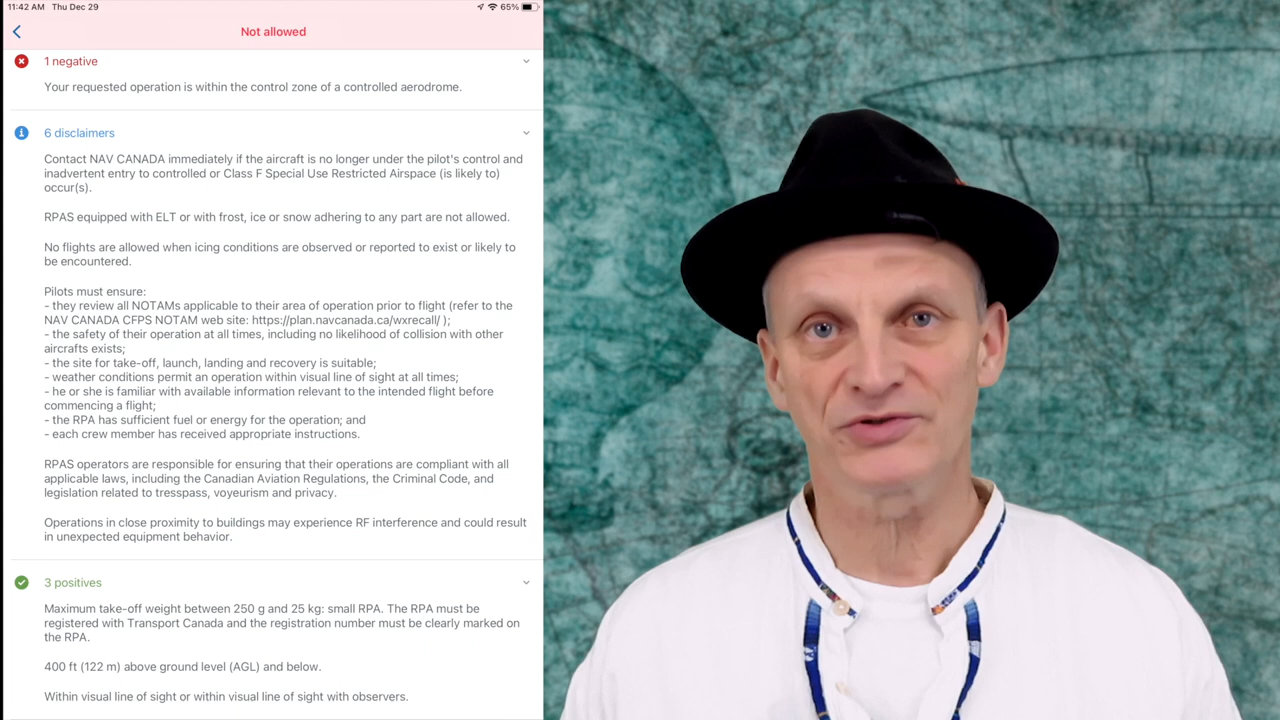 11:42 AM Thu Dec 29
65%
Not allowed
1 negative
Your requested operation is within the control zone of a controlled aerodrome.
6 disclaimers
Contact NAV CANADA immediately if the aircraft is no longer under the pilot's control and
inadvertent entry to controlled or Class F Special Use Restricted Airspace (is likely to)
occur(s).
RPAS equipped with ELT or with frost, ice or snow adhering to any part are not allowed.
No flights are allowed when icing conditions are observed or reported to exist or likely to
be encountered.
Pilots must ensure:
- they review all NOTAMs applicable to their area of operation prior to flight (refer to the
NAV CANADA CFPS NOTAM web site: https://plan.navcanada.ca/wxrecall/ );
- the safety of their operation at all times, including no likelihood of collision with other
aircrafts exists;
- the site for take-off, launch, landing and recovery is suitable;
- weather conditions permit an operation within visual line of sight at all times;
- he or she is familiar with available information relevant to the intended flight before
commencing a flight;
- the RPA has sufficient fuel or energy for the operation; and
- each crew member has received appropriate instructions.
RPAS operators are responsible for ensuring that their operations are compliant with all
applicable laws, including the Canadian Aviation Regulations, the Criminal Code, and
legislation related to tresspass, voyeurism and privacy.
Operations in close proximity to buildings may experience RF interference and could result
in unexpected equipment behavior.
3 positives
Maximum take-off weight between 250 g and 25 kg: small RPA. The RPA must be
registered with Transport Canada and the registration number must be clearly marked on
the RPA.
400 ft (122 m) above ground level (AGL) and below.
Within visual line of sight or within visual line of sight with observers.